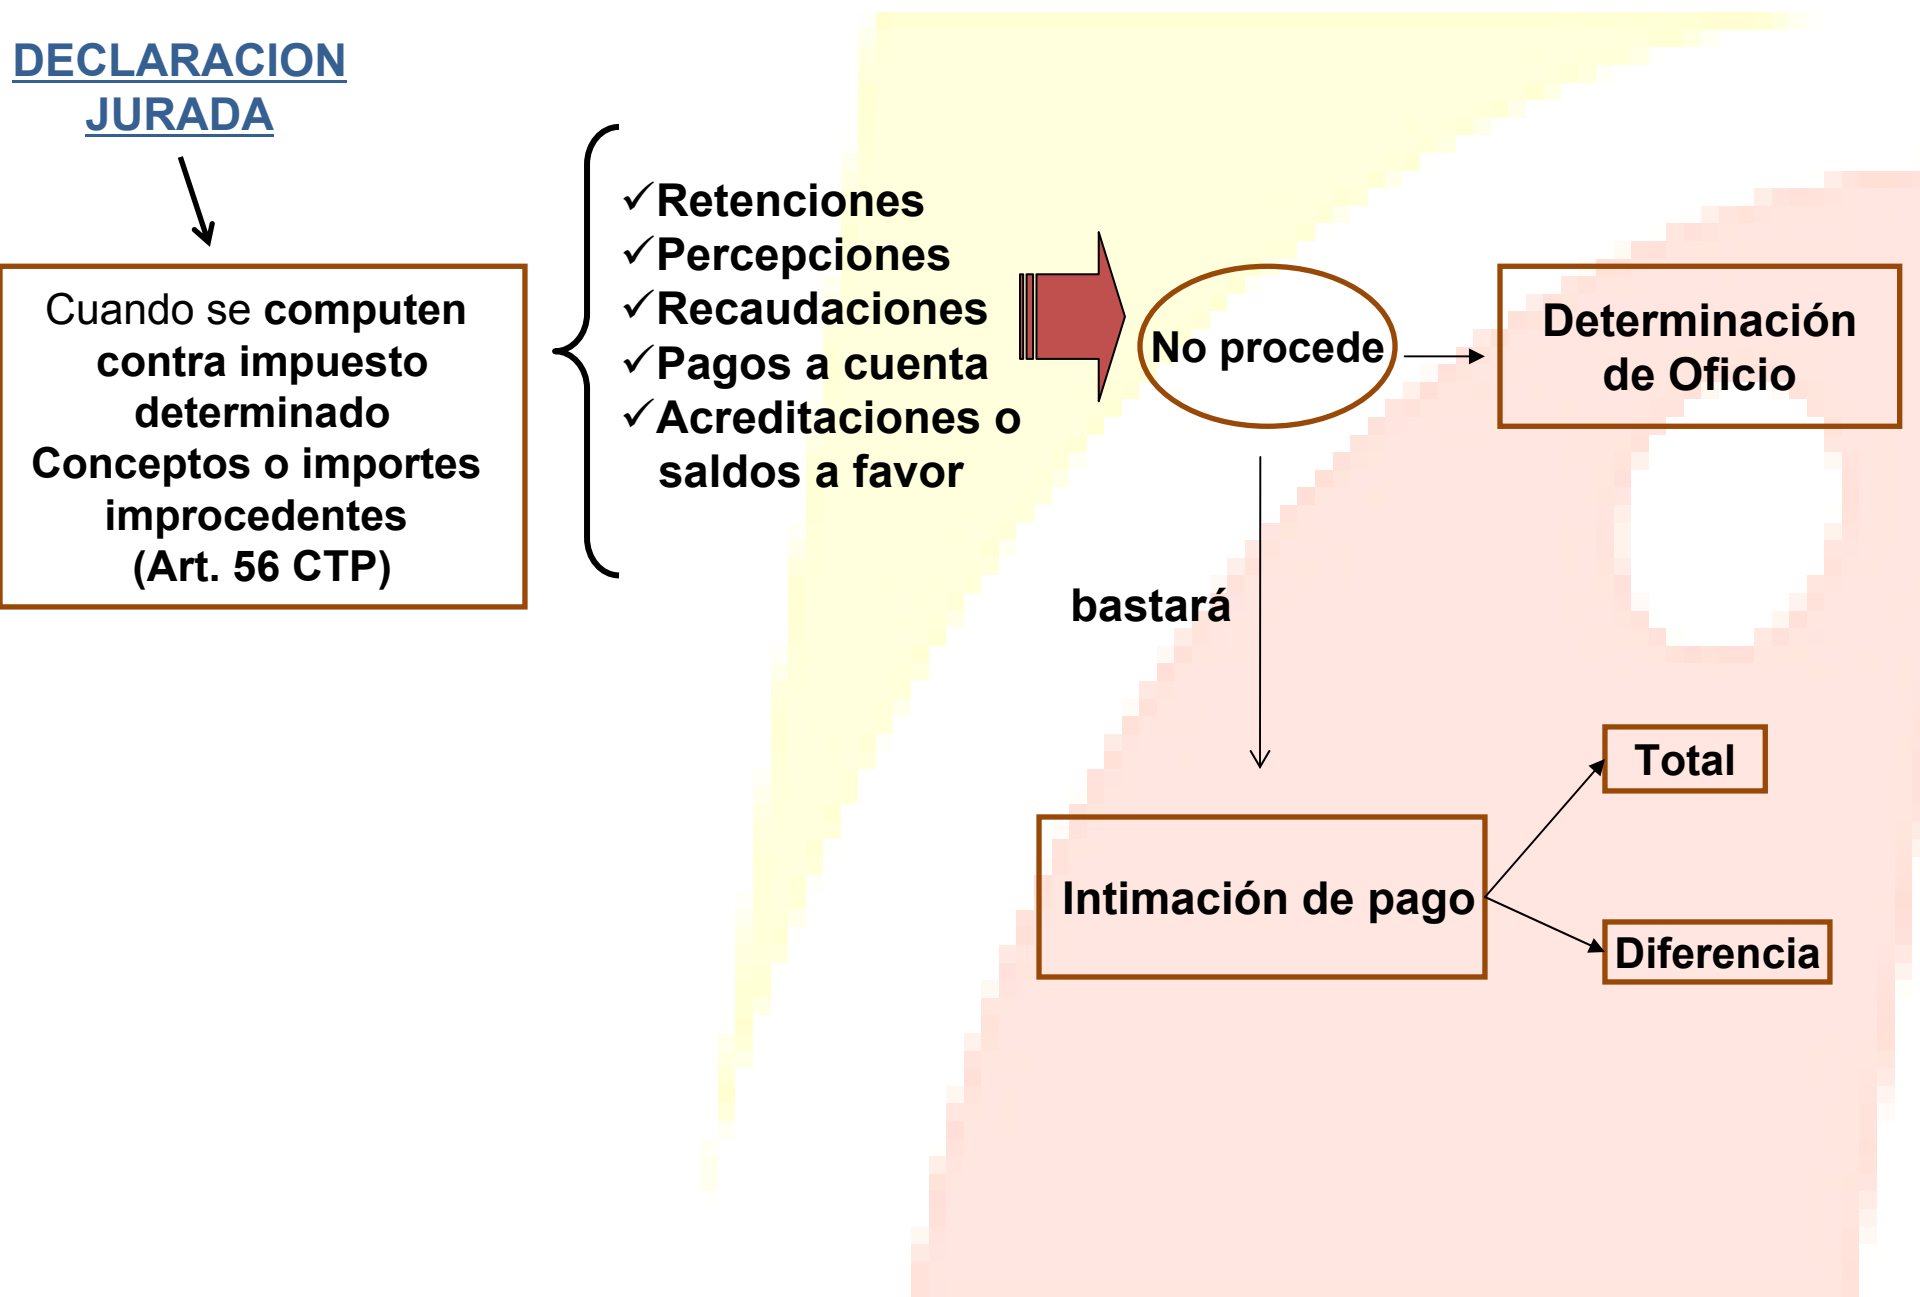 DECLARACION
JURADA
Cuando se computen
contra impuesto
determinado
Conceptos o importes
improcedentes
(Art. 56 CTP)
✓Retenciones
✓Percepciones
✓Recaudaciones
✓Pagos a cuenta
✓Acreditaciones o
saldos a favor
No procede
Determinación
de Oficio
bastará
Intimación de pago
Total
Diferencia